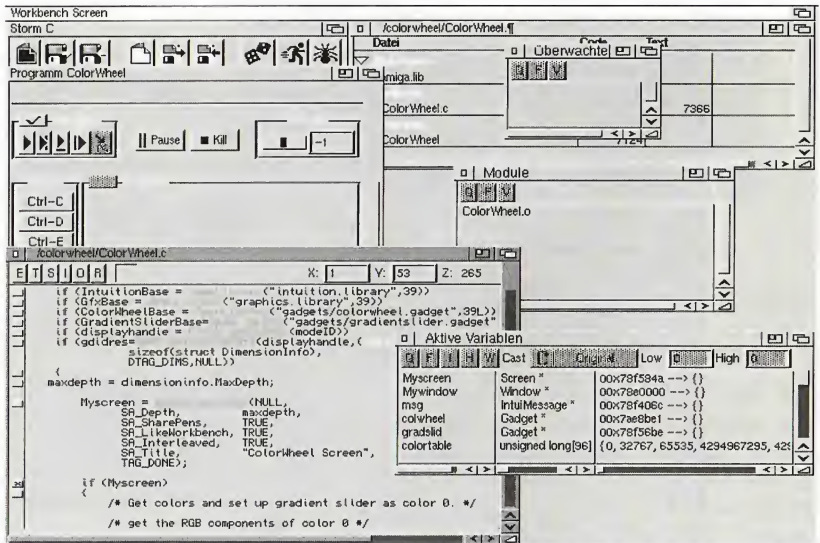 Workbench Screen
Storm C
/colorwheel/ColorWheel.¶
Datei Code Text
amiga.lib
ColorWheel.c 7366
ColorWheel 7124
Überwachte
Q F V
Programm ColorWheel
Pause Kill -1
Ctrl-C
Ctrl-D
Ctrl-E
Module
Q F V
ColorWheel.o
/colorwheel/ColorWheel.c
E T S I O R X: 1 Y: 53 Z: 265
if (IntuitionBase = ("intuition.library",39))
if (GfxBase = ("graphics.library",39))
if (ColorWheelBase = ("gadgets/colorwheel.gadget",39L))
if (GradientSliderBase= ("gadgets/gradientslider.gadget"
if (displayhandle = (modeID))
if (gdidres= (displayhandle,(
sizeof(struct DimensionInfo),
DTAG_DIMS,NULL))
{
maxdepth = dimensioninfo.MaxDepth;
Myscreen = (NULL,
SA_Depth, maxdepth,
SA_SharePens, TRUE,
SA_LikeWorkbench, TRUE,
SA_Interleaved, TRUE,
SA_Title, "ColorWheel Screen",
TAG_DONE);
if (Myscreen)
{
/* Get colors and set up gradient slider as color 0. */
/* get the RGB components of color 0 */
Aktive Variablen
Q F I H W Cast Original Low 0 High 0
Myscreen Screen * 00x78f584a --> {}
Mywindow Window * 00x78e0000 --> {}
msg IntuiMessage * 00x78f406c --> {}
colwheel Gadget * 00x7ae8be1 --> {}
gradslid Gadget * 00x78f56be --> {}
colortable unsigned long[96] {0, 32767, 65535, 4294967295, 429